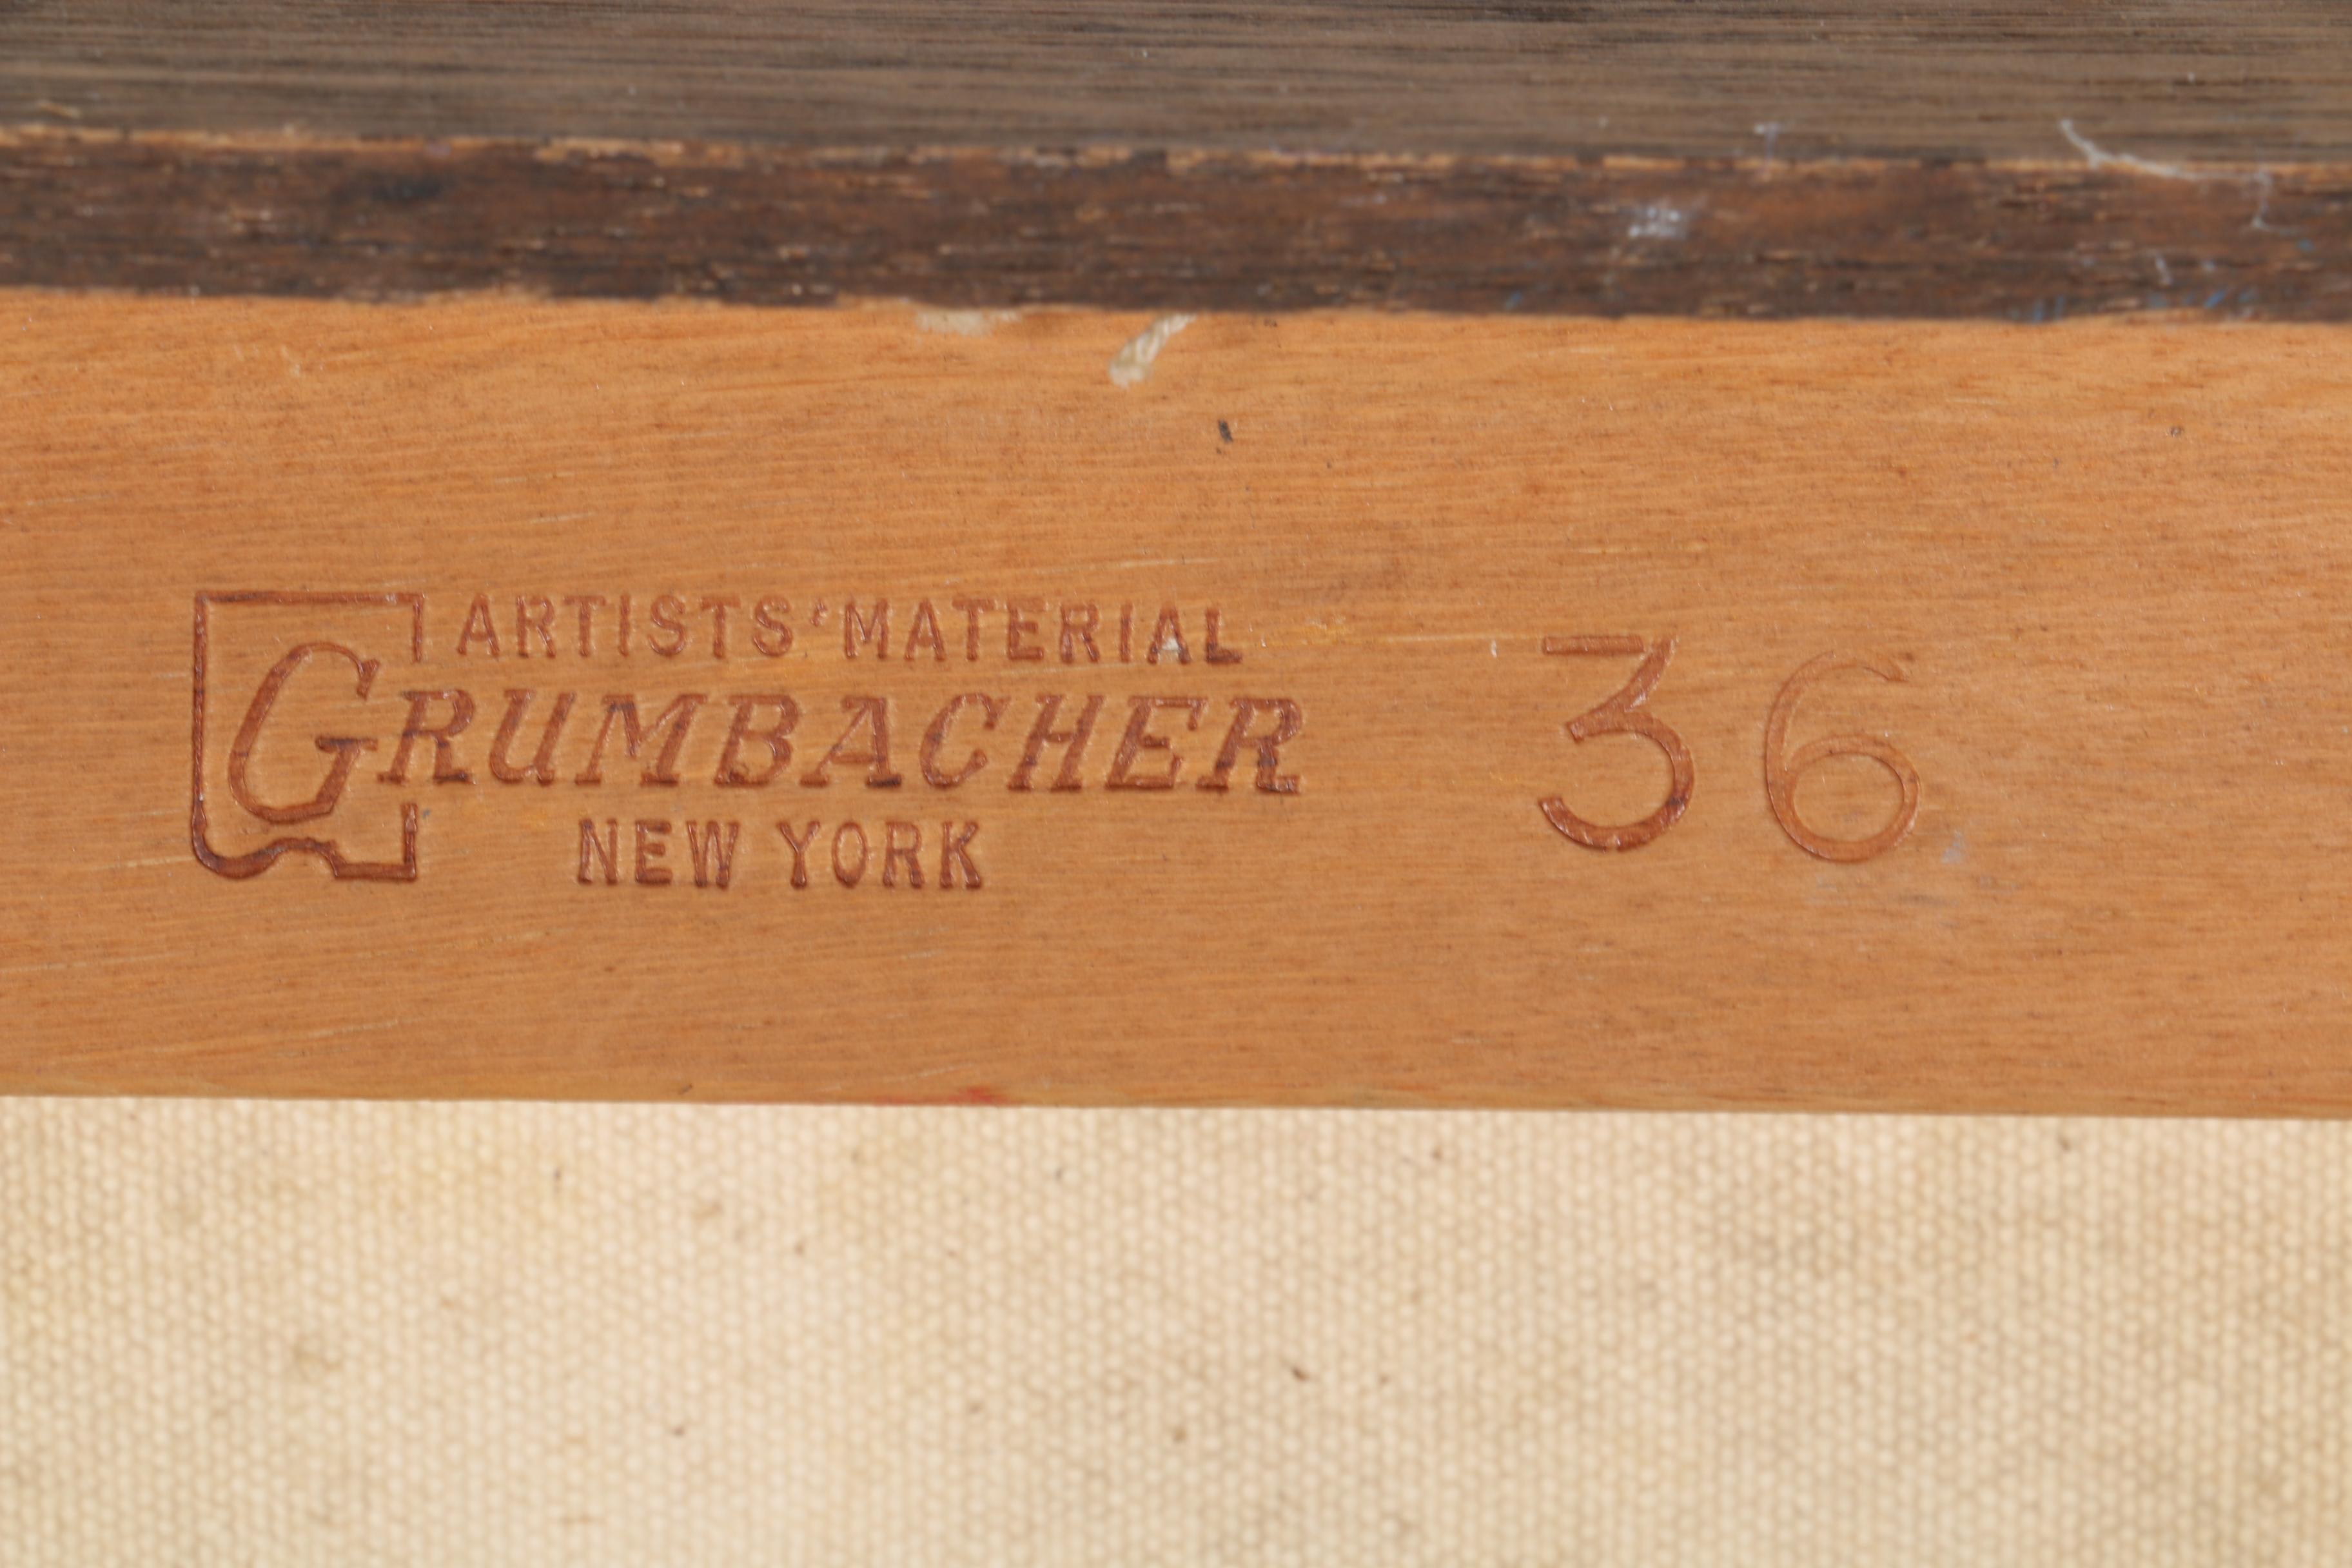 ARTISTS' MATERIAL
GRUMBACHER 36
NEW YORK